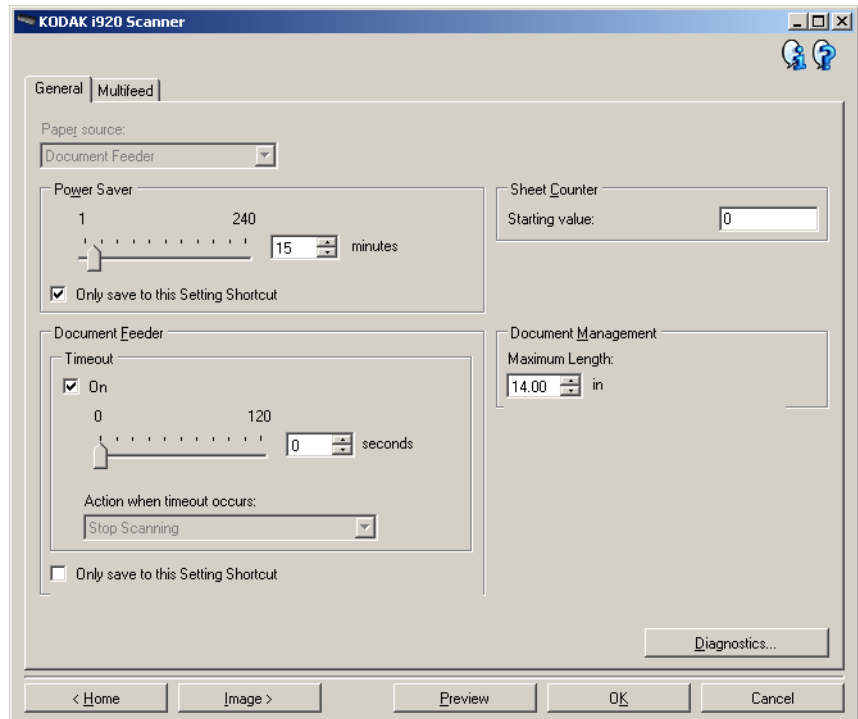 KODAK i920 Scanner
General Multifeed
Paper source:
Document Feeder
Power Saver
1 240
15 minutes
Only save to this Setting Shortcut
Sheet Counter
Starting value: 0
Document Feeder
Timeout
On
0 120
0 seconds
Action when timeout occurs:
Stop Scanning
Only save to this Setting Shortcut
Document Management
Maximum Length:
14.00 in
Diagnostics...
< Home Image > Preview OK Cancel